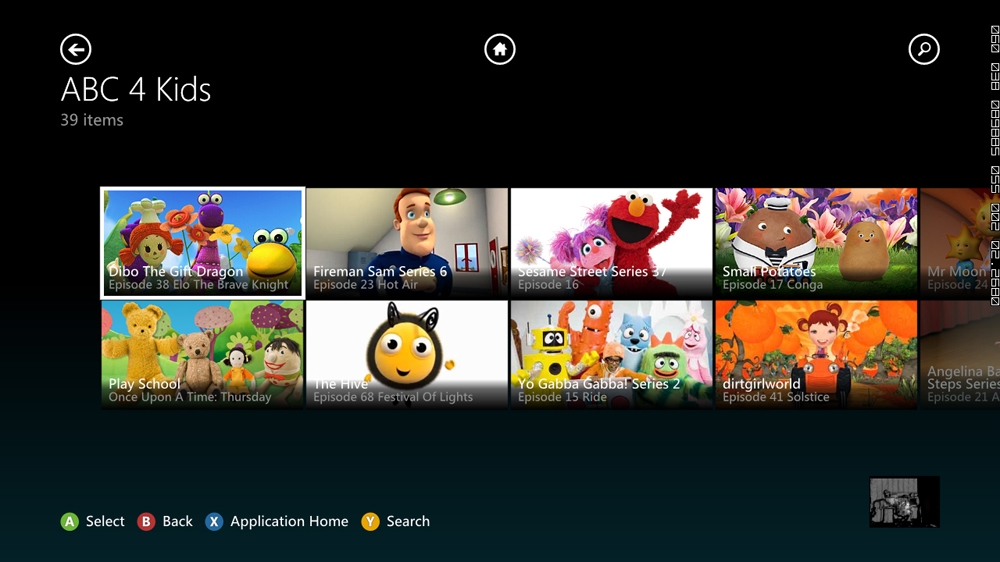 ABC 4 Kids
39 items
Dibo The Gift Dragon
Episode 38 Elo The Brave Knight
Fireman Sam Series 6
Episode 23 Hot Air
Sesame Street Series 37
Episode 16
Small Potatoes
Episode 17 Conga
Mr Moon
Episode 24
Play School
Once Upon A Time: Thursday
The Hive
Episode 68 Festival Of Lights
Yo Gabba Gabba! Series 2
Episode 15 Ride
dirtgirlworld
Episode 41 Solstice
Angelina Ba
Steps Series
Episode 21 A
A Select B Back X Application Home Y Search